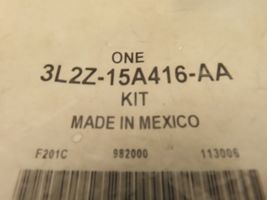 ONE
3L2Z-15A416-AA
KIT
MADE IN MEXICO
F201C 982000 113006